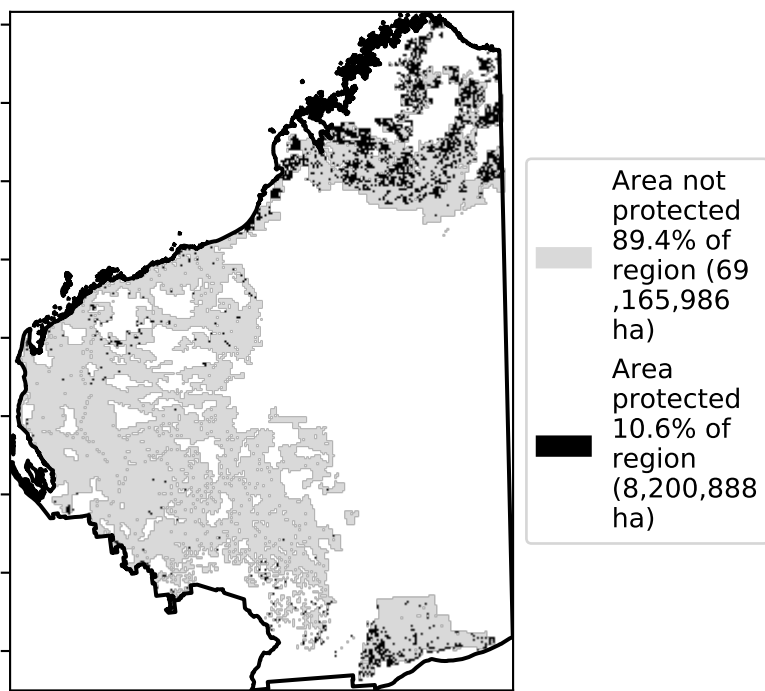 Area not
protected
89.4% of
region (69
,165,986
ha)
Area
protected
10.6% of
region
(8,200,888
ha)